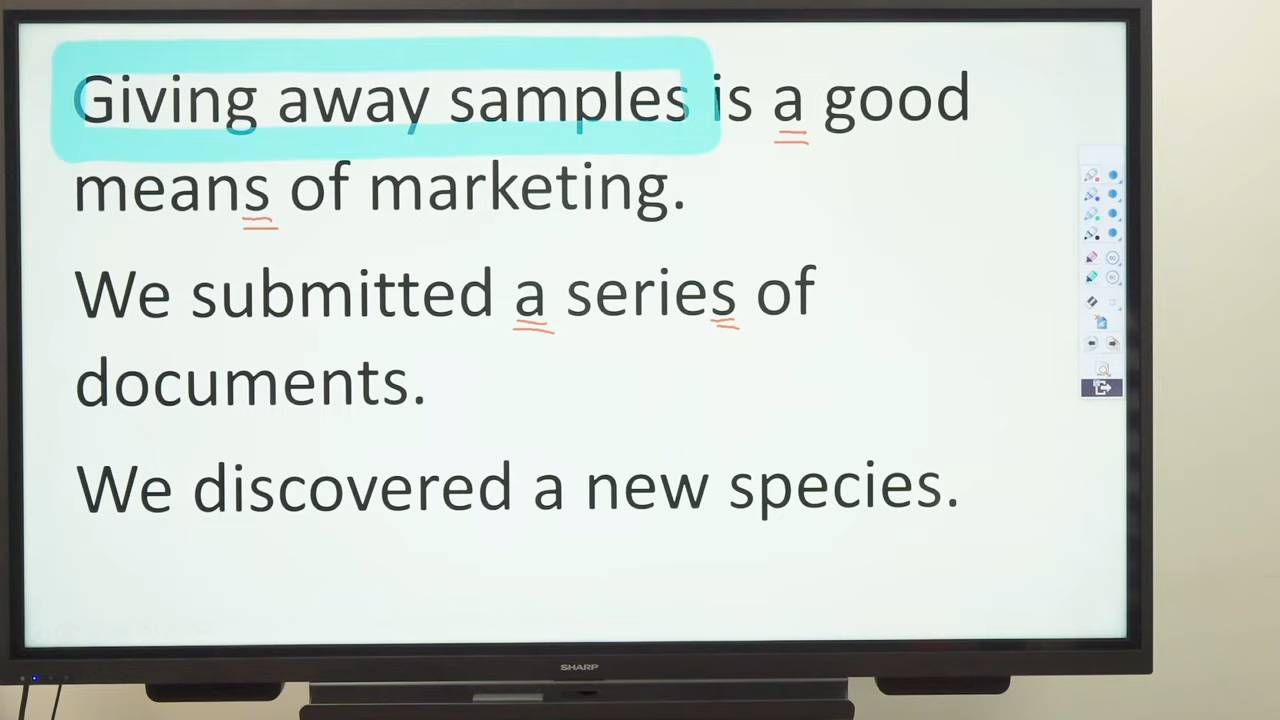 Giving away samples is a good
means of marketing.
We submitted a series of
documents.
We discovered a new species.
SHARP